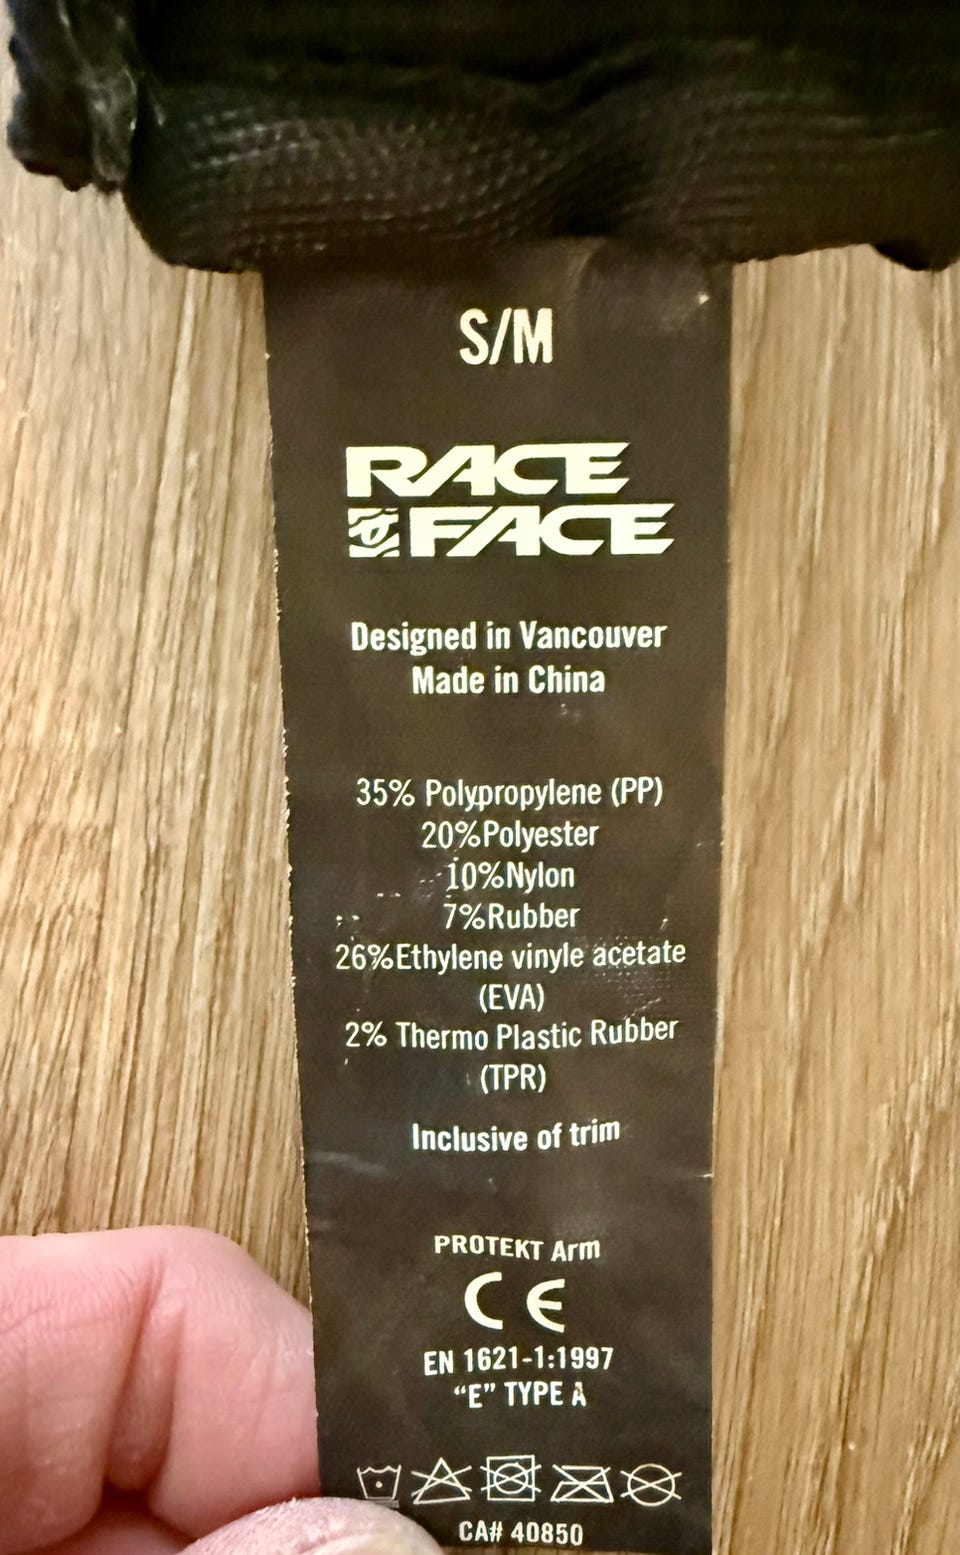 S/M
RACE
FACE
Designed in Vancouver
Made in China
35% Polypropylene (PP)
20%Polyester
10%Nylon
7%Rubber
26%Ethylene vinyle acetate
(EVA)
2% Thermo Plastic Rubber
(TPR)
Inclusive of trim
PROTEKT Arm
CE
EN 1621-1:1997
“E” TYPE A
CA# 40850